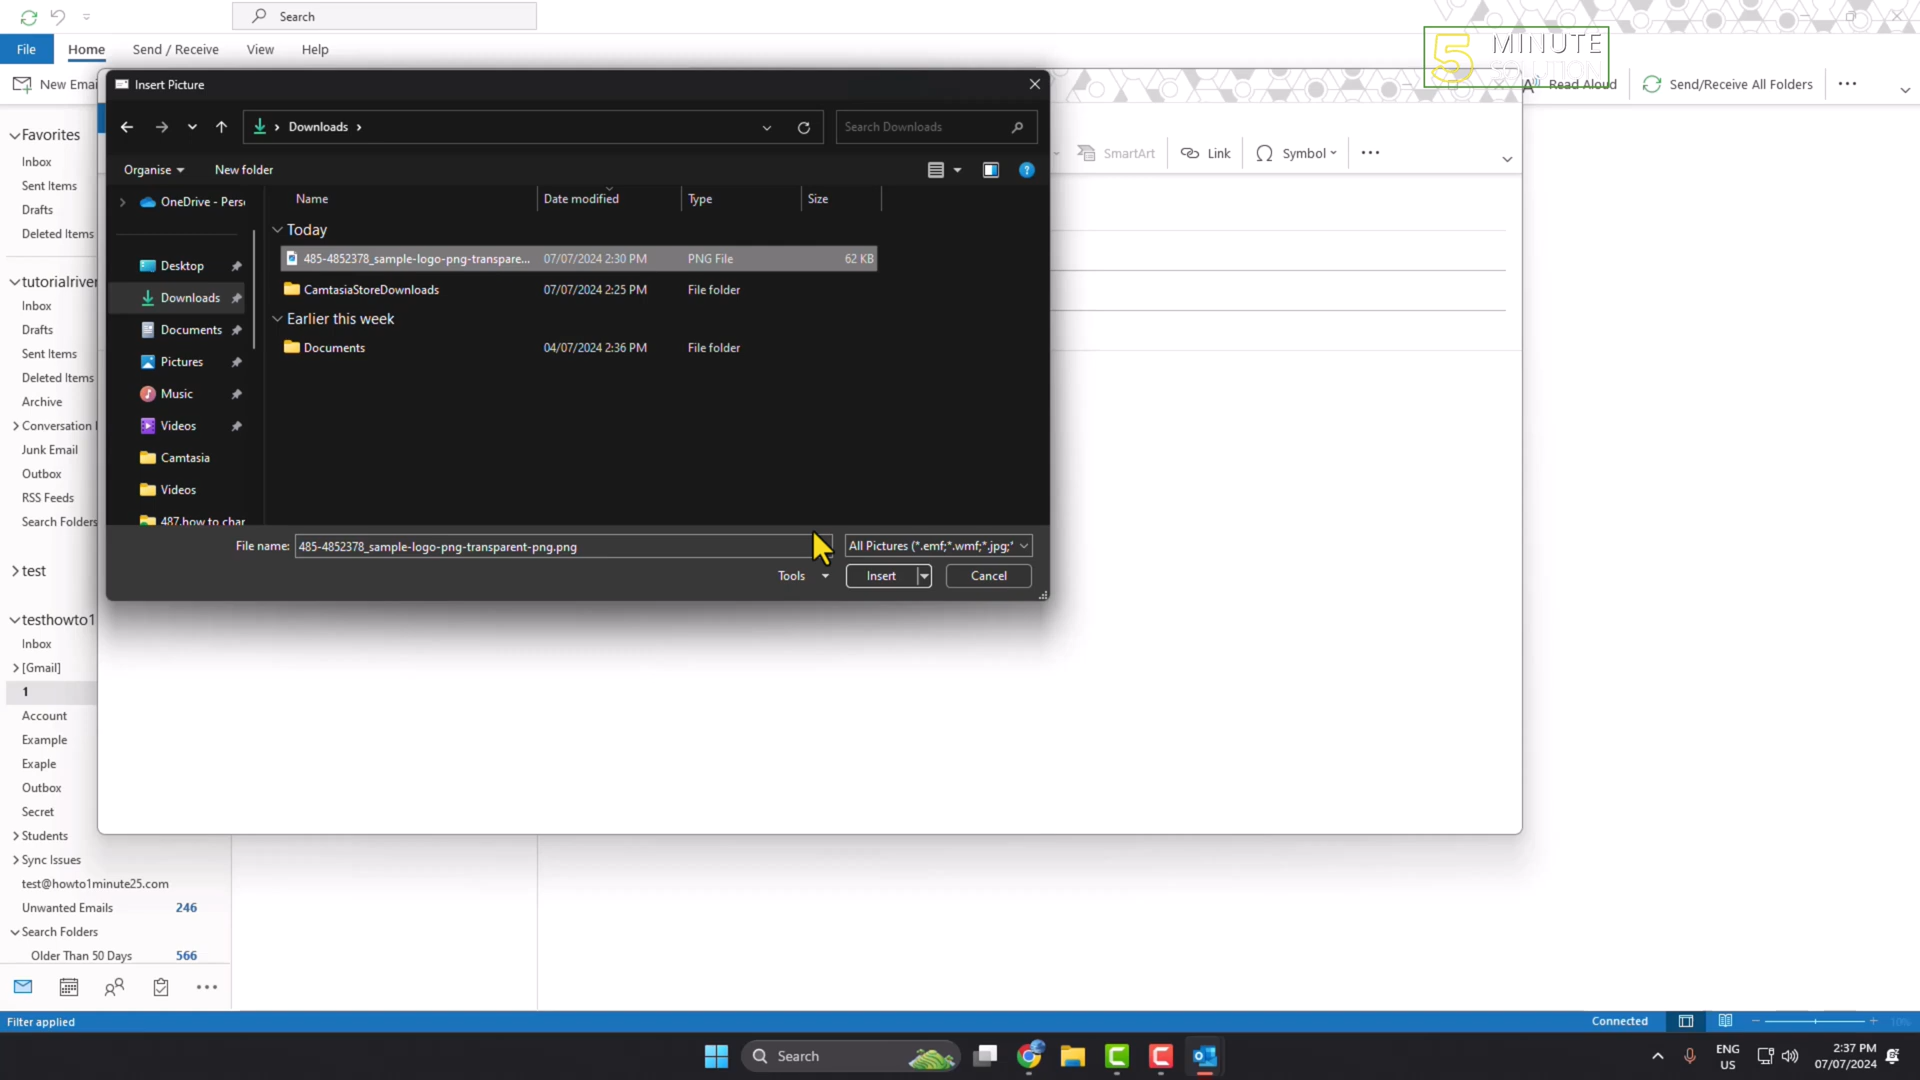 Search
File Home Send / Receive View Help
5 MINUTE
SOLUTION
New Emai
Read Aloud Send/Receive All Folders
Insert Picture
Downloads
Search Downloads
SmartArt Link Symbol
Organise New folder
Name Date modified Type Size
OneDrive - Pers
Desktop
Downloads
Documents
Pictures
Music
Videos
Camtasia
Videos
487.how to char
Today
485-4852378_sample-logo-png-transpare... 07/07/2024 2:30 PM PNG File 62 KB
CamtasiaStoreDownloads 07/07/2024 2:25 PM File folder
Earlier this week
Documents 04/07/2024 2:36 PM File folder
File name: 485-4852378_sample-logo-png-transparent-png.png All Pictures (*.emf;*.wmf;*.jpg;*
Tools Insert Cancel
Favorites
Inbox
Sent Items
Drafts
Deleted Items
tutorialriver
Inbox
Drafts
Sent Items
Deleted Items
Archive
Conversation
Junk Email
Outbox
RSS Feeds
Search Folders
test
testhowto1
Inbox
[Gmail]
1
Account
Example
Exaple
Outbox
Secret
Students
Sync Issues
test@howto1minute25.com
Unwanted Emails 246
Search Folders
Older Than 50 Days 566
Filter applied
Connected
10%
Search
ENG
US
2:37 PM
07/07/2024